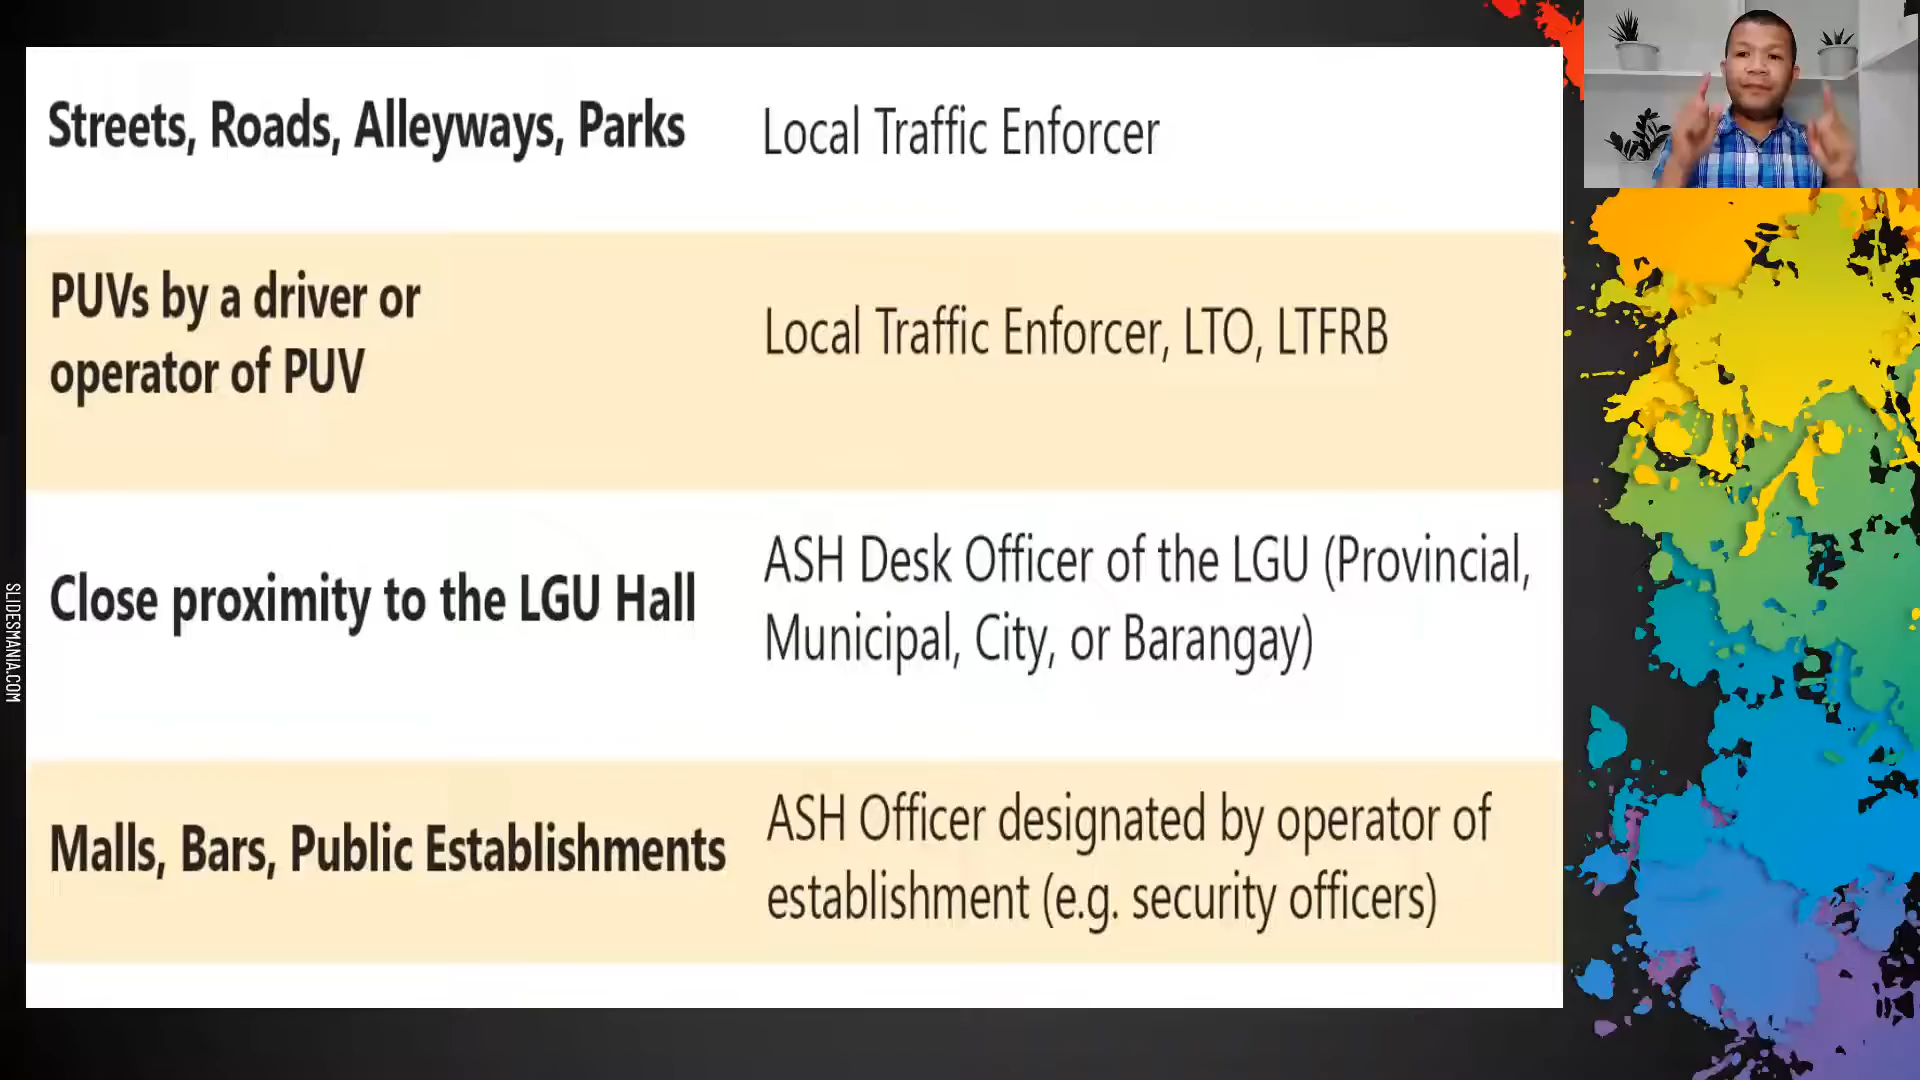 Streets, Roads, Alleyways, Parks
Local Traffic Enforcer
PUVs by a driver or
operator of PUV
Local Traffic Enforcer, LTO, LTFRB
Close proximity to the LGU Hall
ASH Desk Officer of the LGU (Provincial,
Municipal, City, or Barangay)
Malls, Bars, Public Establishments
ASH Officer designated by operator of
establishment (e.g. security officers)
SLIDESMANIA.COM